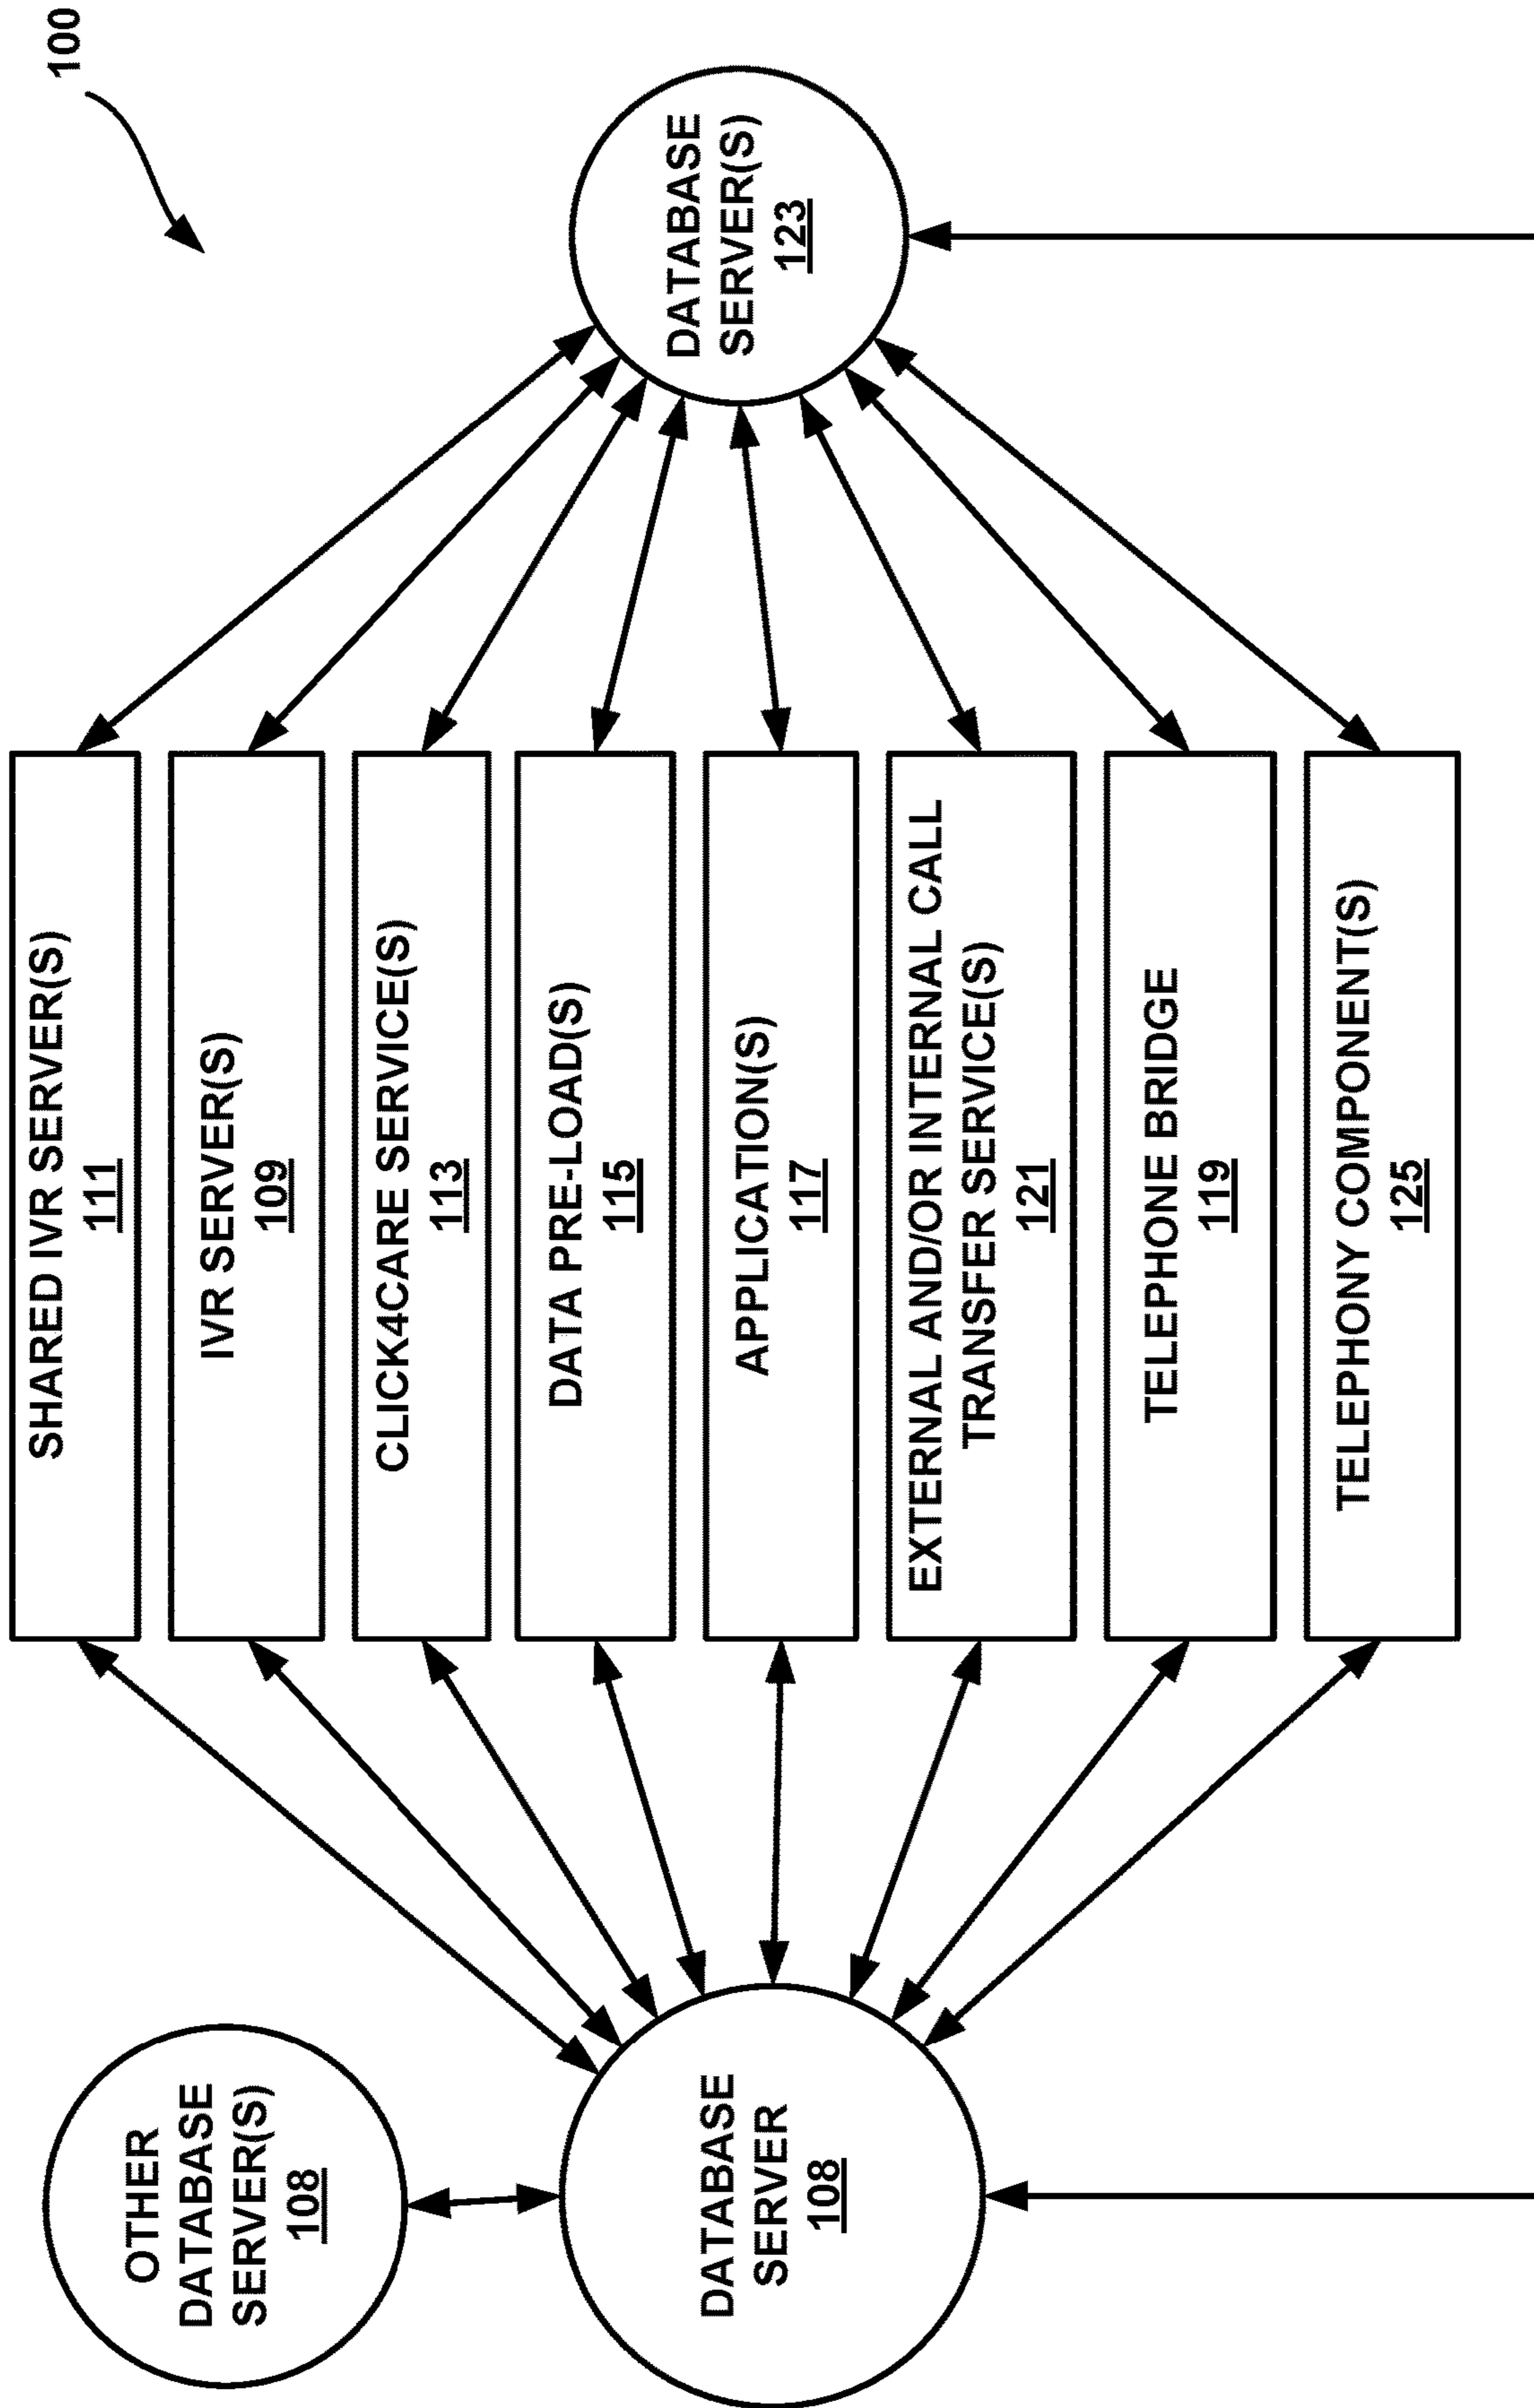 100
OTHER
DATABASE
SERVER(S)
108
DATABASE
SERVER
108
SHARED IVR SERVER(S)
111
IVR SERVER(S)
109
CLICK4CARE SERVICE(S)
113
DATA PRE-LOAD(S)
115
APPLICATION(S)
117
EXTERNAL AND/OR INTERNAL CALL
TRANSFER SERVICE(S)
121
TELEPHONE BRIDGE
119
TELEPHONY COMPONENT(S)
125
DATABASE
SERVER(S)
123